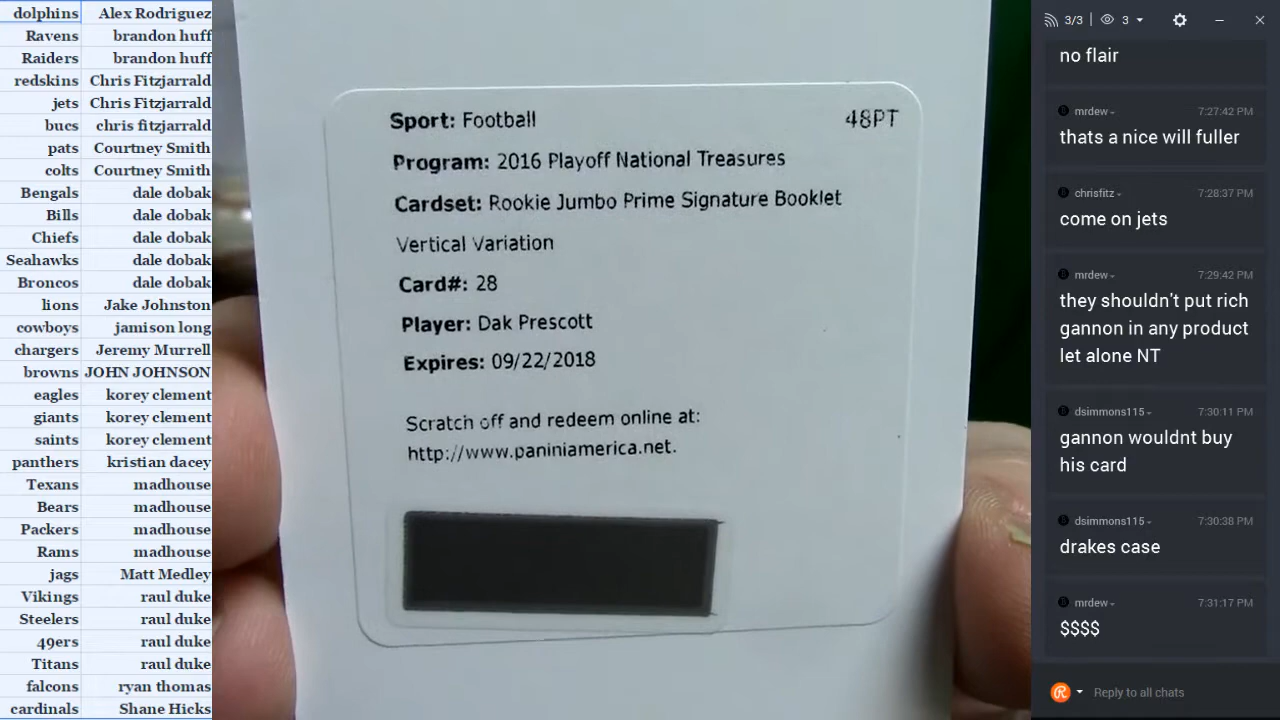 dolphins Alex Rodriguez
Ravens brandon huff
Raiders brandon huff
redskins Chris Fitzjarrald
jets Chris Fitzjarrald
bucs chris fitzjarrald
pats Courtney Smith
colts Courtney Smith
Bengals dale dobak
Bills dale dobak
Chiefs dale dobak
Seahawks dale dobak
Broncos dale dobak
lions Jake Johnston
cowboys jamison long
chargers Jeremy Murrell
browns JOHN JOHNSON
eagles korey clement
giants korey clement
saints korey clement
panthers kristian dacey
Texans madhouse
Bears madhouse
Packers madhouse
Rams madhouse
jags Matt Medley
Vikings raul duke
Steelers raul duke
49ers raul duke
Titans raul duke
falcons ryan thomas
cardinals Shane Hicks
Sport: Football 48PT
Program: 2016 Playoff National Treasures
Cardset: Rookie Jumbo Prime Signature Booklet
Vertical Variation
Card#: 28
Player: Dak Prescott
Expires: 09/22/2018
Scratch off and redeem online at:
http://www.paniniamerica.net.
3/3 3
no flair
mrdew 7:27:42 PM
thats a nice will fuller
chrisfitz 7:28:37 PM
come on jets
mrdew 7:29:42 PM
they shouldn't put rich
gannon in any product
let alone NT
dsimmons115 7:30:11 PM
gannon wouldnt buy
his card
dsimmons115 7:30:38 PM
drakes case
mrdew 7:31:17 PM
$$$$
Reply to all chats